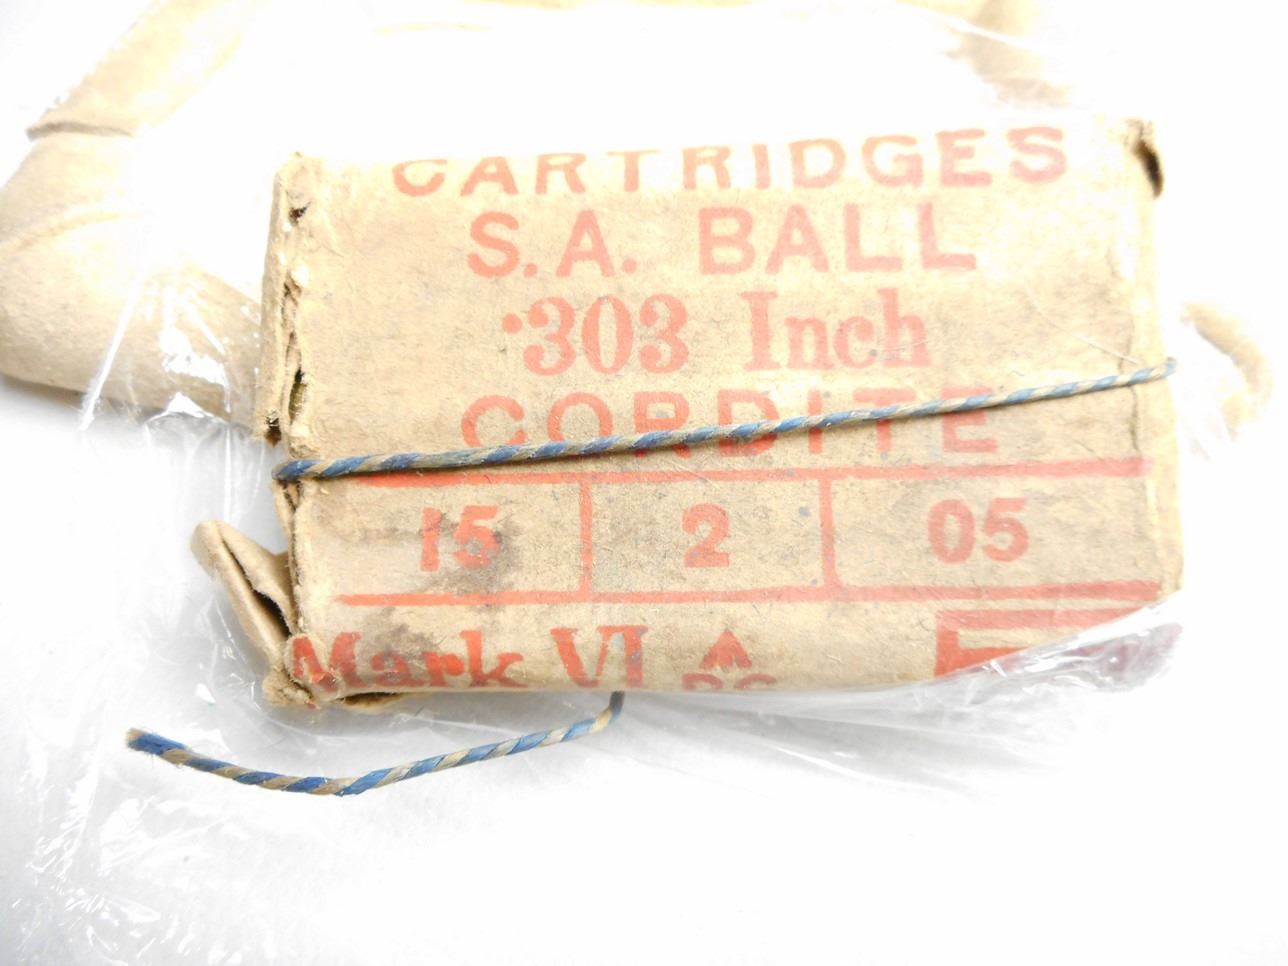 CARTRIDGES
S.A. BALL
·303 Inch
CORDITE
15 2 05
Mark VI